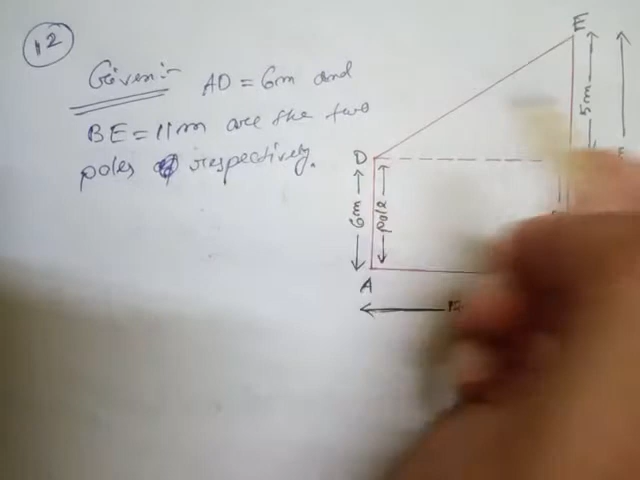 12
Given:- AD = 6m and
BE = 11m are the two
poles respectively.
E
5m
D
6m
pole
A